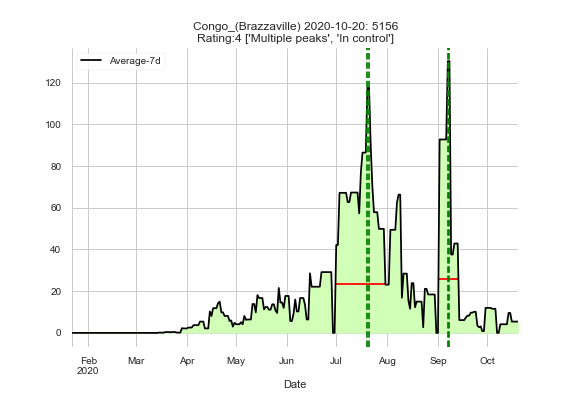 Congo_(Brazzaville) 2020-10-20: 5156
Rating:4 ['Multiple peaks', 'In control']
Average-7d
120
100
80
60
40
20
0
Feb Mar Apr May Jun Jul Aug Sep Oct
2020
Date